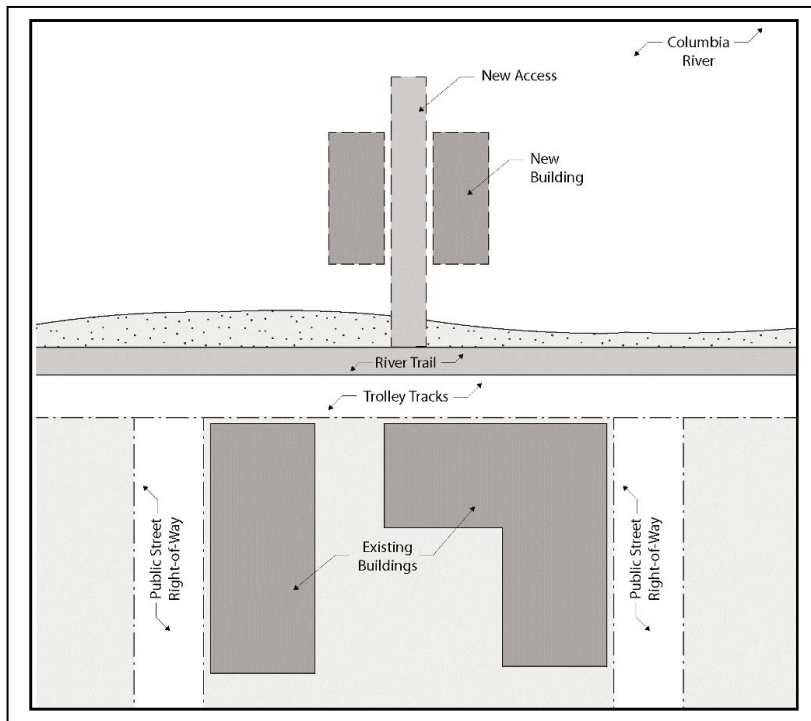 Columbia
River
New Access
New
Building
River Trail
Trolley Tracks
Public Street
Right-of-Way
Existing
Buildings
Public Street
Right-of-Way